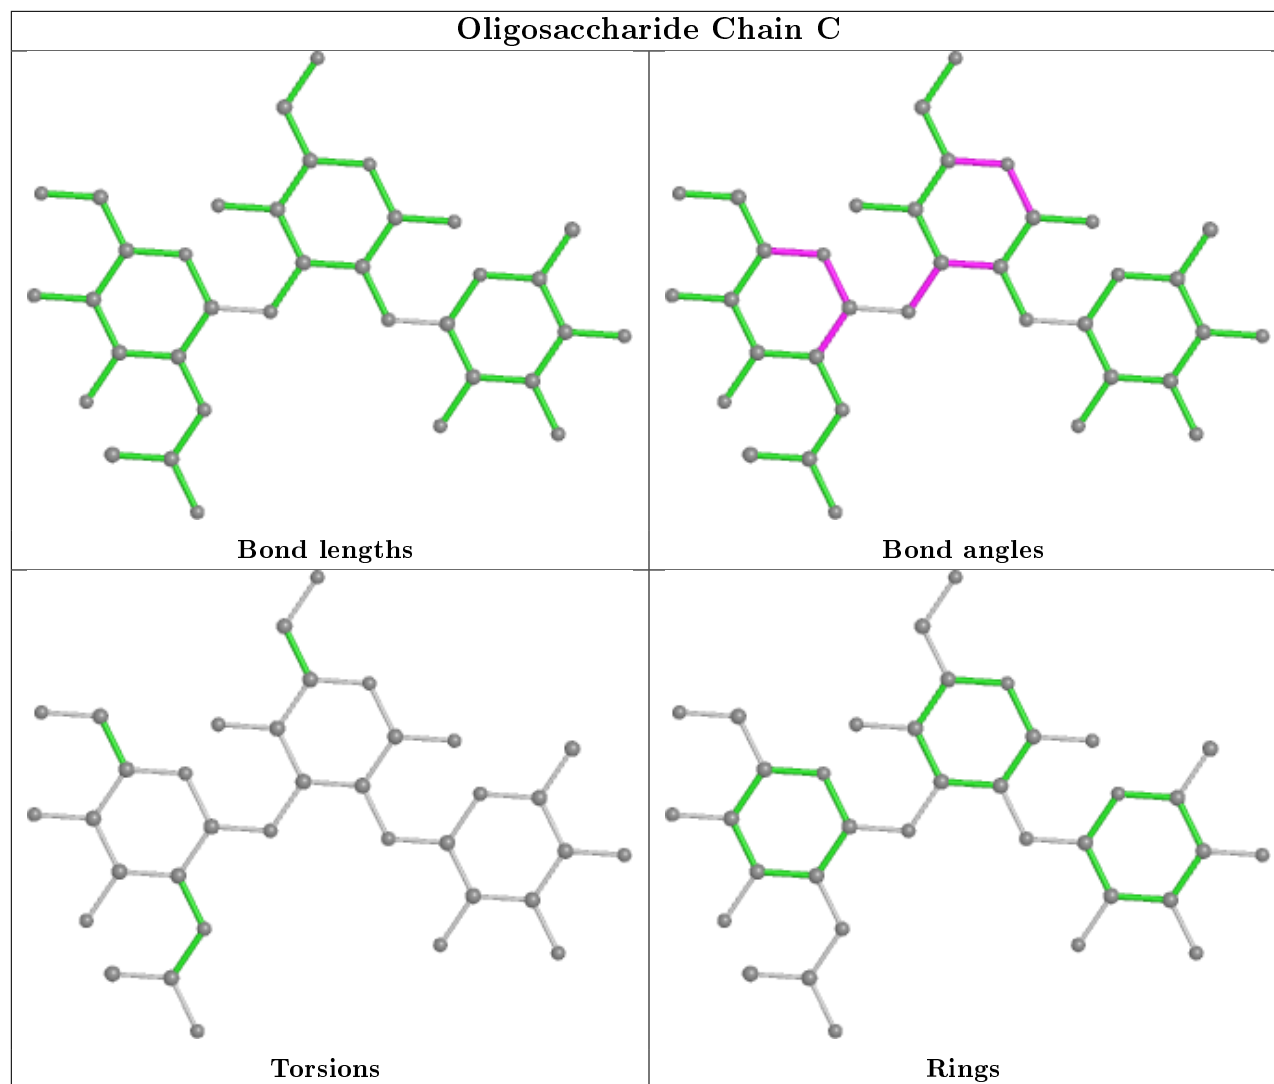 Oligosaccharide Chain C
Bond lengths
Bond angles
Torsions
Rings